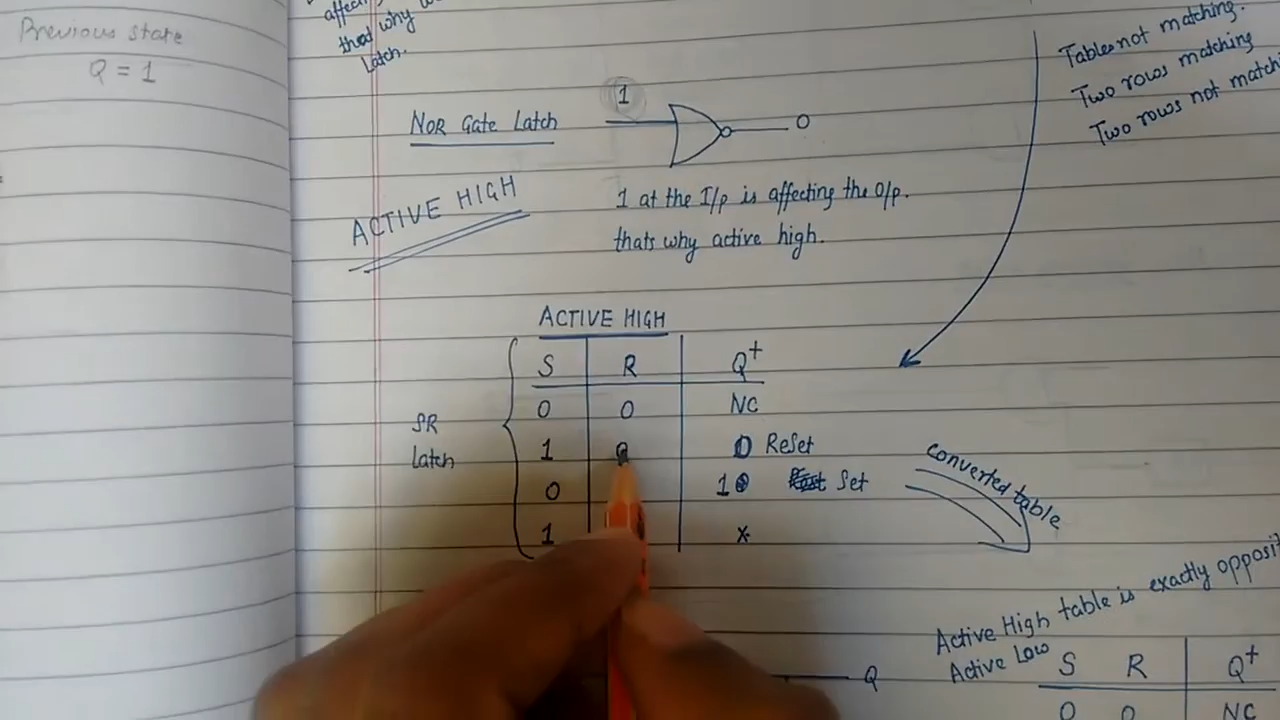 Previous state
Q = 1
why
Latch.
NOR Gate Latch
1
0
ACTIVE HIGH
1 at the I/p is affecting the o/p.
thats why active high.
Tables not matching.
Two rows matching
Two rows not
ACTIVE HIGH
S R Q+
0 0 NC
1 0 0 Reset
0 1 Set
1 x
SR
Latch
Converted table
Active High table is exactly
Active Low
S R Q+
0 0 NC
Q